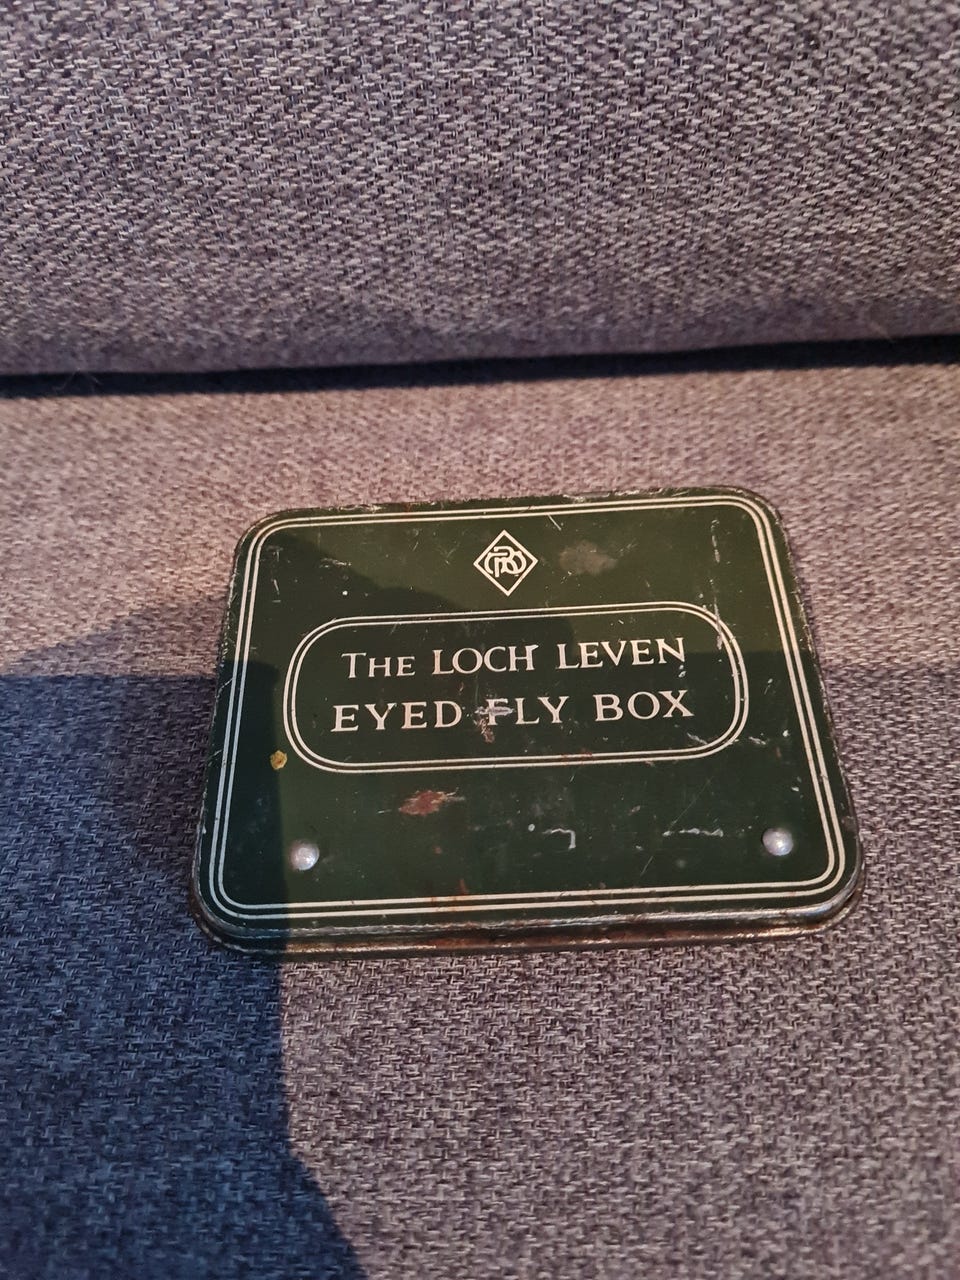 The LOCH LEVEN
EYED FLY BOX